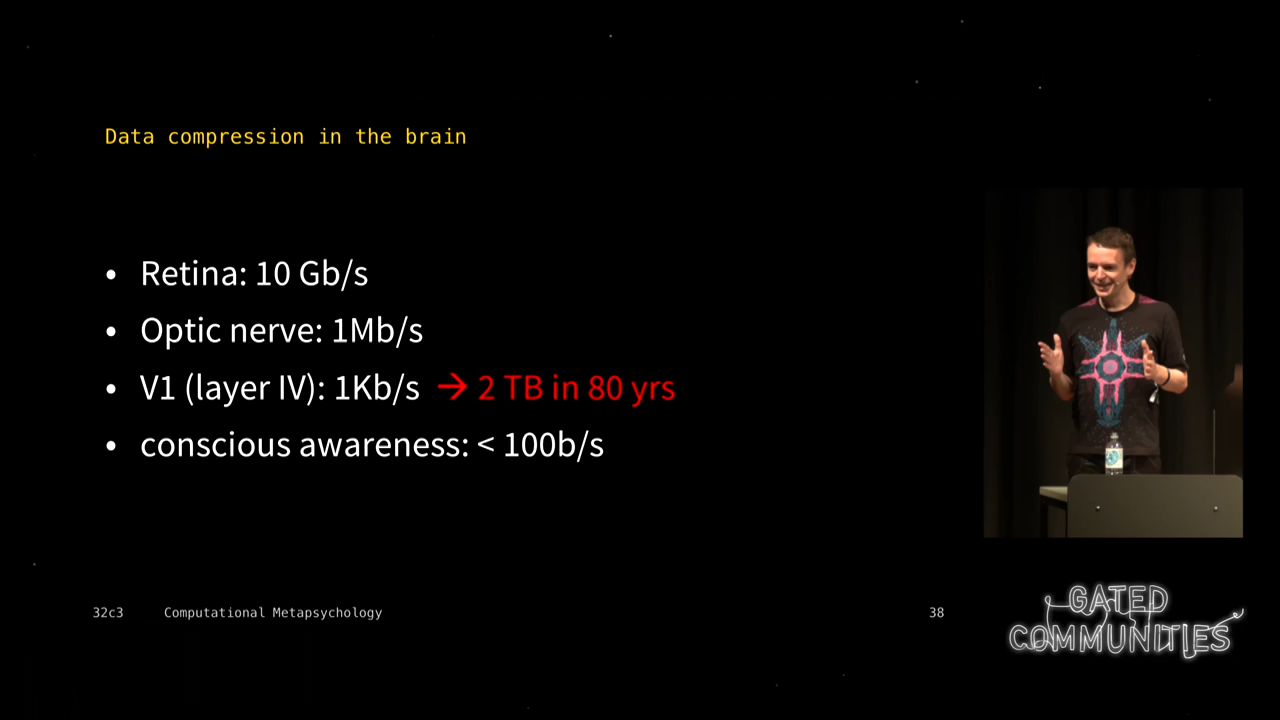 Data compression in the brain
• Retina: 10 Gb/s
• Optic nerve: 1Mb/s
• V1 (layer IV): 1Kb/s → 2 TB in 80 yrs
• conscious awareness: < 100b/s
32c3 Computational Metapsychology 38
GATED
COMMUNITIES